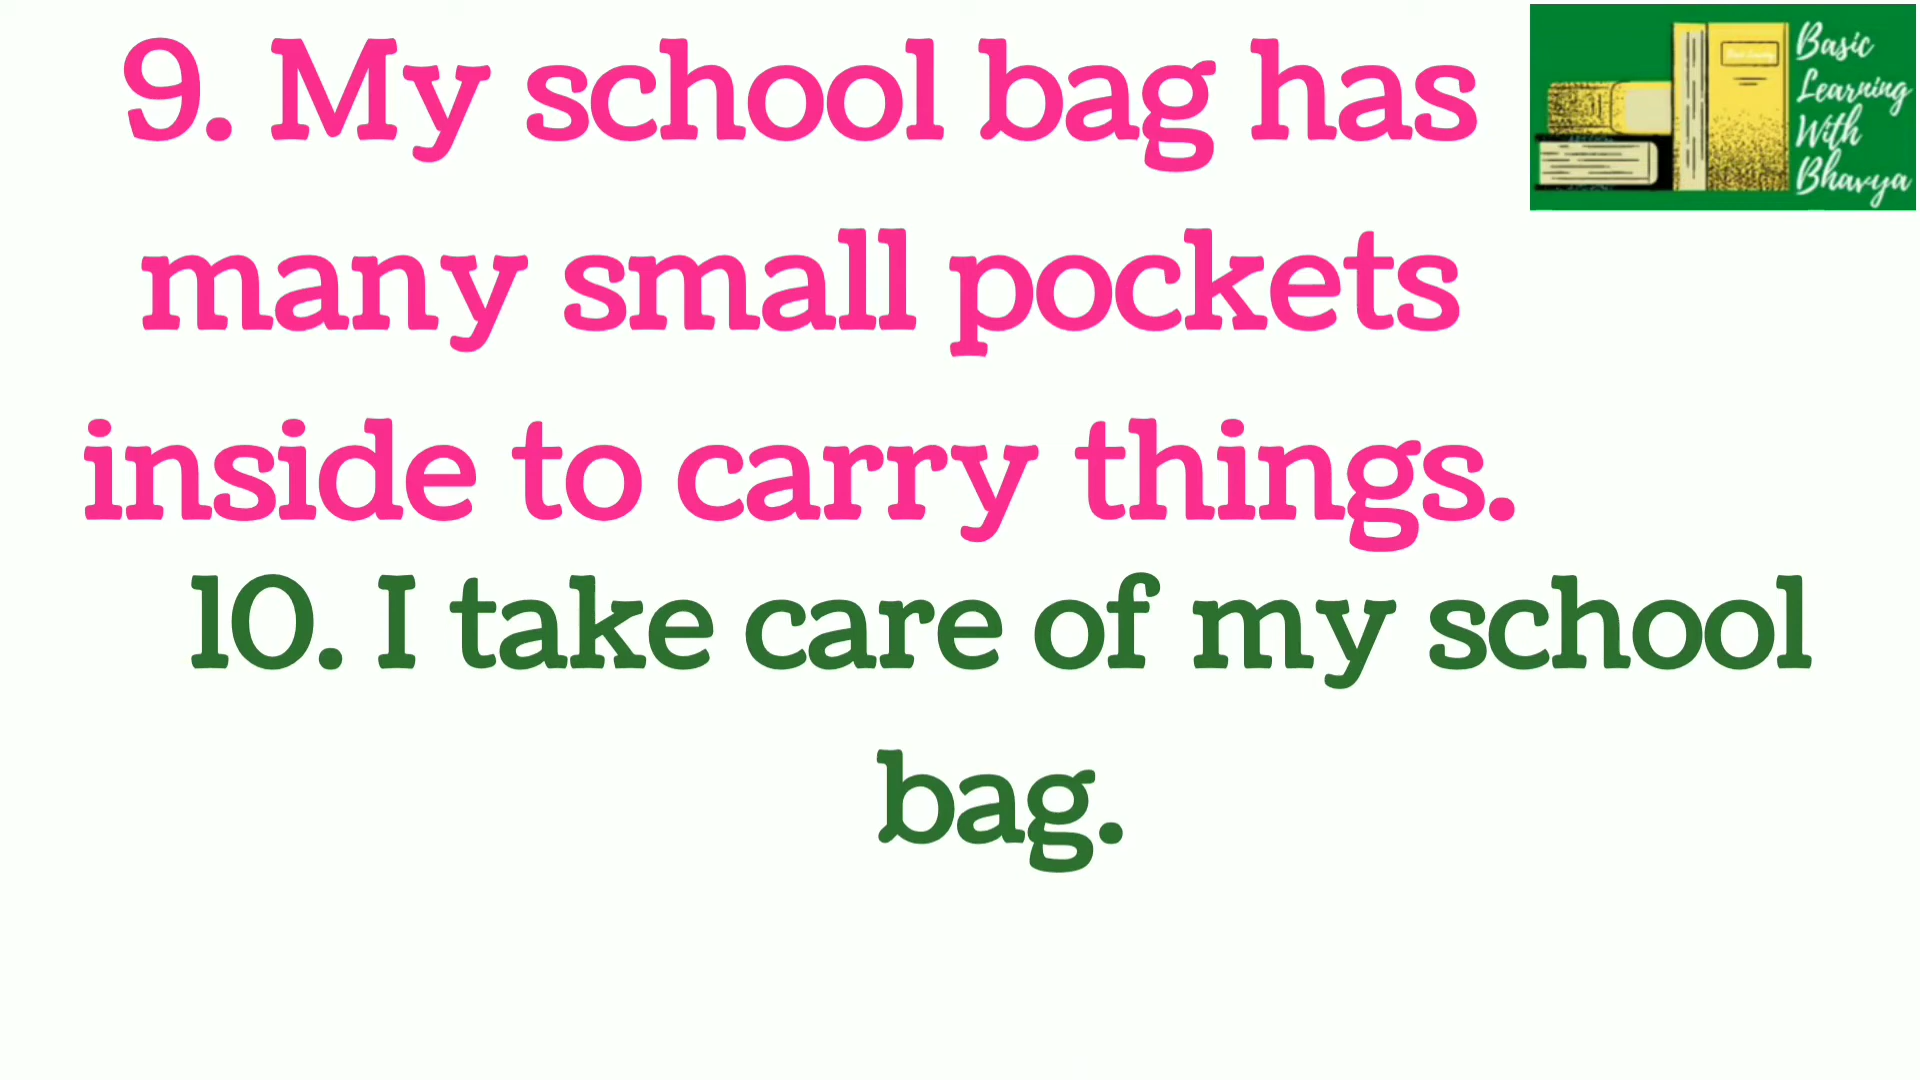 9. My school bag has
many small pockets
inside to carry things.
10. I take care of my school
bag.
Basic
Learning
With
Bhavya